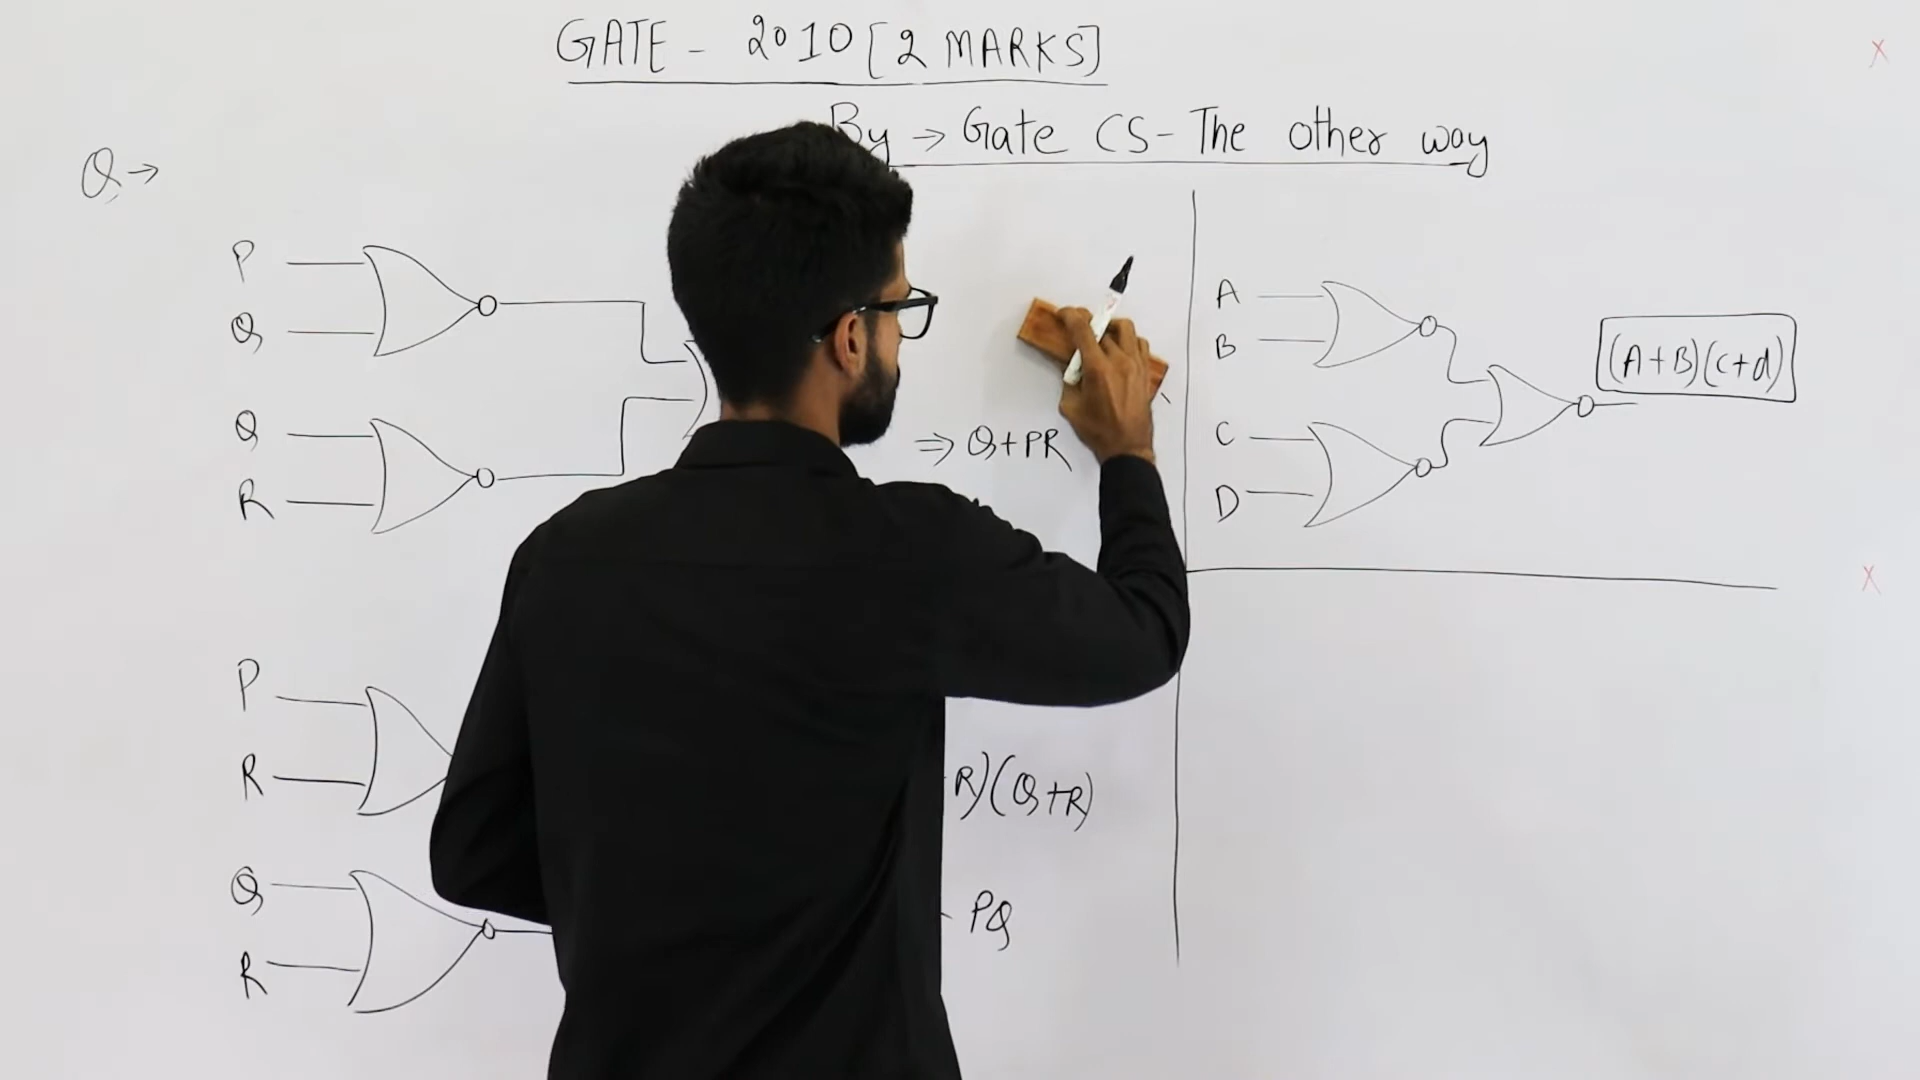 GATE - 2010 [2 MARKS]
By → Gate CS - The other way
Q →
P
Q
Q
R
⇒ Q+PR
P
R
Q
R
R)(Q+R)
PQ
A
B
C
D
(A+B)(C+d)
X
X